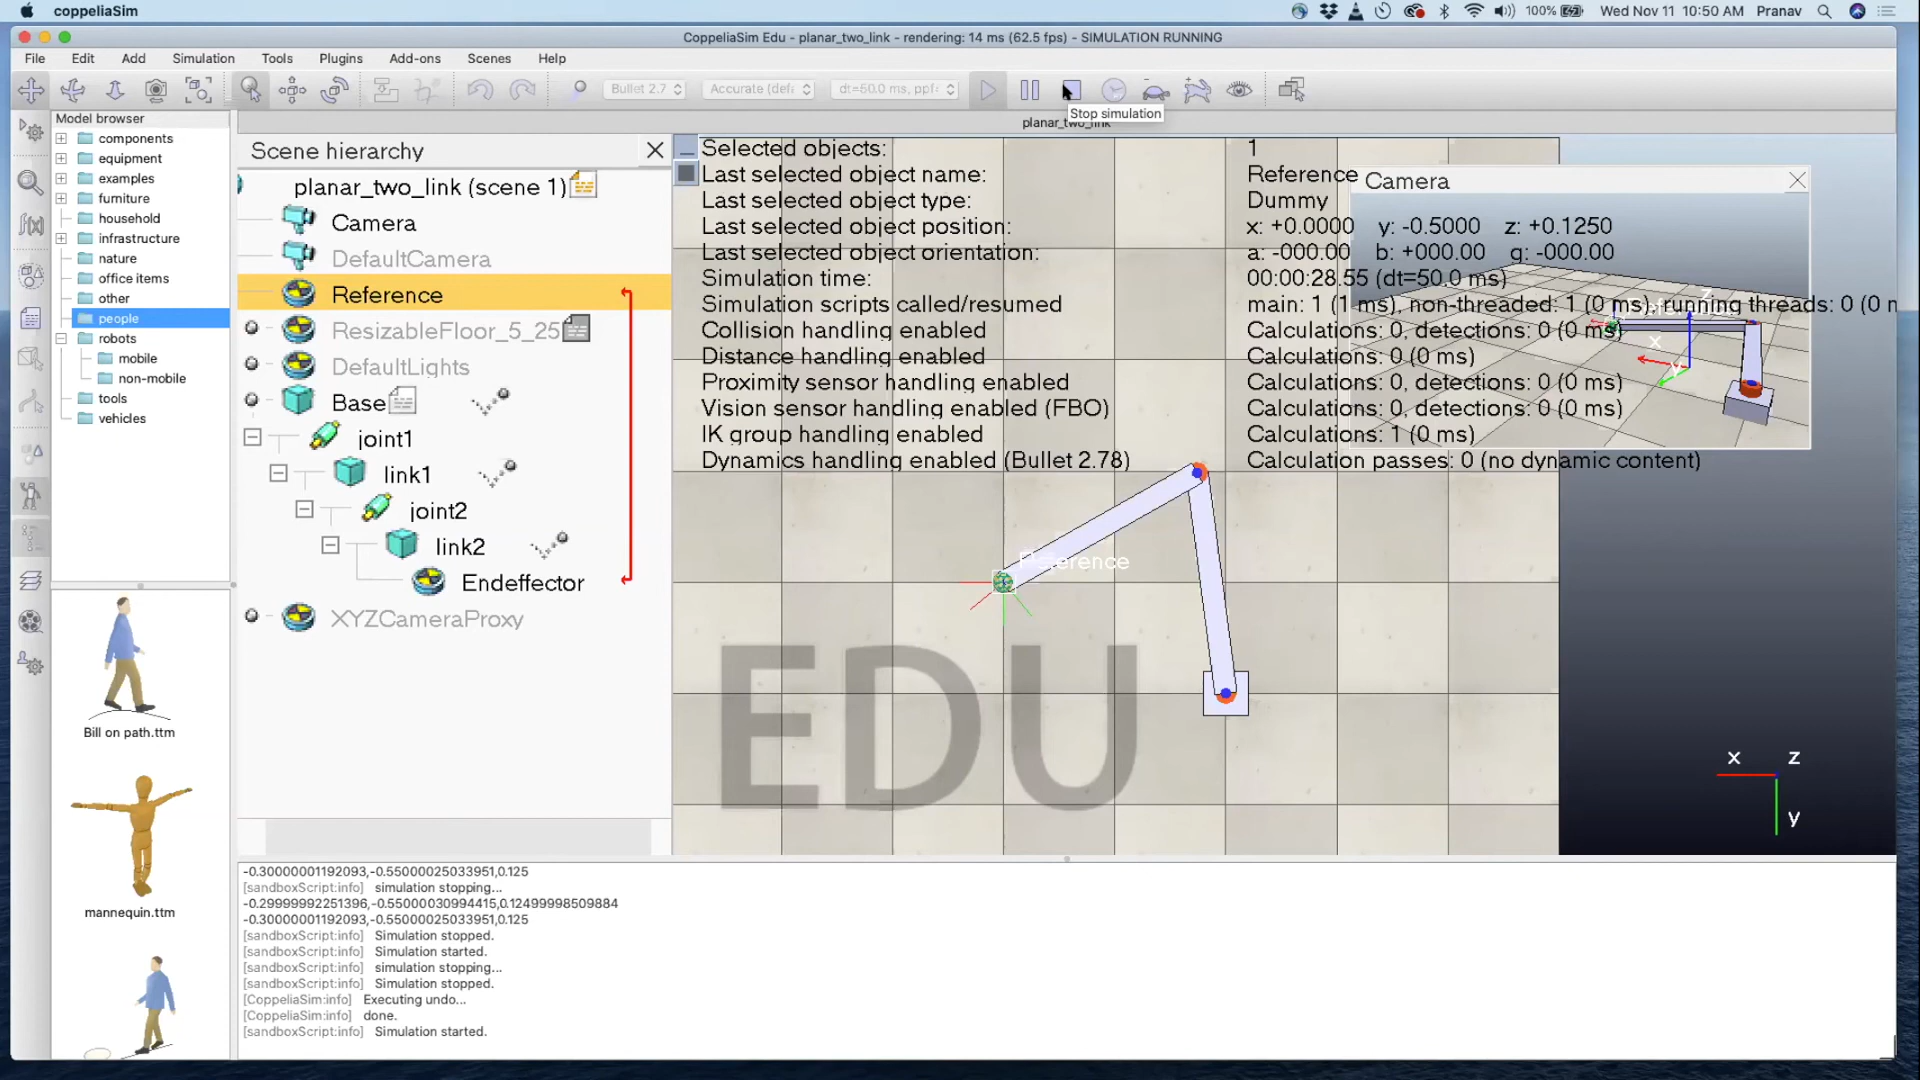 coppeliaSim
100%
Wed Nov 11 10:50 AM Pranav
CoppeliaSim Edu - planar_two_link - rendering: 14 ms (62.5 fps) - SIMULATION RUNNING
File Edit Add Simulation Tools Plugins Add-ons Scenes Help
Bullet 2.7 Accurate (defa dt=50.0 ms, ppf
Stop simulation
planar_two_link
Model browser
components
equipment
examples
furniture
household
infrastructure
nature
office items
other
people
robots
mobile
non-mobile
tools
vehicles
Bill on path.ttm
mannequin.ttm
Scene hierarchy
planar_two_link (scene 1)
Camera
DefaultCamera
Reference
ResizableFloor_5_25
DefaultLights
Base
joint1
link1
joint2
link2
Endeffector
XYZCameraProxy
Selected objects: 1
Last selected object name: Reference
Last selected object type: Dummy
Last selected object position: x: +0.0000 y: -0.5000 z: +0.1250
Last selected object orientation: a: -000.00 b: +000.00 g: -000.00
Simulation time: 00:00:28.55 (dt=50.0 ms)
Simulation scripts called/resumed main: 1 (1 ms), non-threaded: 1 (0 ms), running threads: 0 (0 m
Collision handling enabled Calculations: 0, detections: 0 (0 ms)
Distance handling enabled Calculations: 0 (0 ms)
Proximity sensor handling enabled Calculations: 0, detections: 0 (0 ms)
Vision sensor handling enabled (FBO) Calculations: 0, detections: 0 (0 ms)
IK group handling enabled Calculations: 1 (0 ms)
Dynamics handling enabled (Bullet 2.78) Calculation passes: 0 (no dynamic content)
Camera
z
x
y
Reference
EDU
x z
y
-0.30000001192093,-0.55000025033951,0.125
[sandboxScript:info] simulation stopping...
-0.29999992251396,-0.55000030994415,0.12499998509884
-0.30000001192093,-0.55000025033951,0.125
[sandboxScript:info] Simulation stopped.
[sandboxScript:info] Simulation started.
[sandboxScript:info] simulation stopping...
[sandboxScript:info] Simulation stopped.
[CoppeliaSim:info] Executing undo...
[CoppeliaSim:info] done.
[sandboxScript:info] Simulation started.